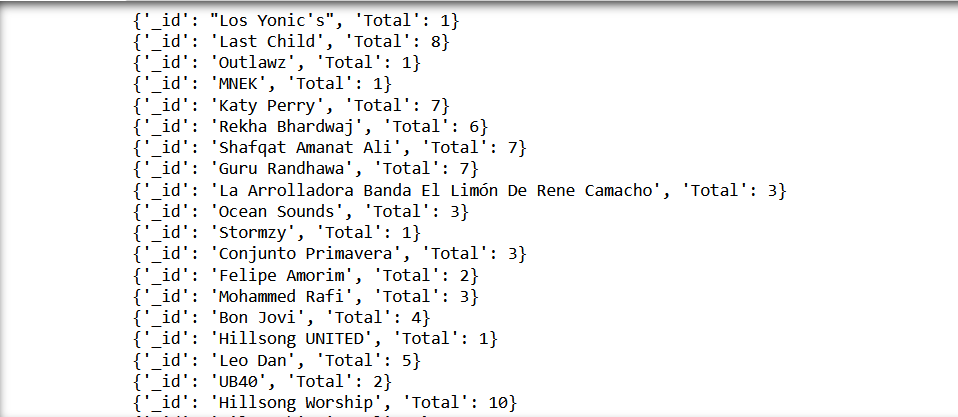 {'_id': "Los Yonic's", 'Total': 1}
{'_id': 'Last Child', 'Total': 8}
{'_id': 'Outlawz', 'Total': 1}
{'_id': 'MNEK', 'Total': 1}
{'_id': 'Katy Perry', 'Total': 7}
{'_id': 'Rekha Bhardwaj', 'Total': 6}
{'_id': 'Shafqat Amanat Ali', 'Total': 7}
{'_id': 'Guru Randhawa', 'Total': 7}
{'_id': 'La Arrolladora Banda El Limón De Rene Camacho', 'Total': 3}
{'_id': 'Ocean Sounds', 'Total': 3}
{'_id': 'Stormzy', 'Total': 1}
{'_id': 'Conjunto Primavera', 'Total': 3}
{'_id': 'Felipe Amorim', 'Total': 2}
{'_id': 'Mohammed Rafi', 'Total': 3}
{'_id': 'Bon Jovi', 'Total': 4}
{'_id': 'Hillsong UNITED', 'Total': 1}
{'_id': 'Leo Dan', 'Total': 5}
{'_id': 'UB40', 'Total': 2}
{'_id': 'Hillsong Worship', 'Total': 10}